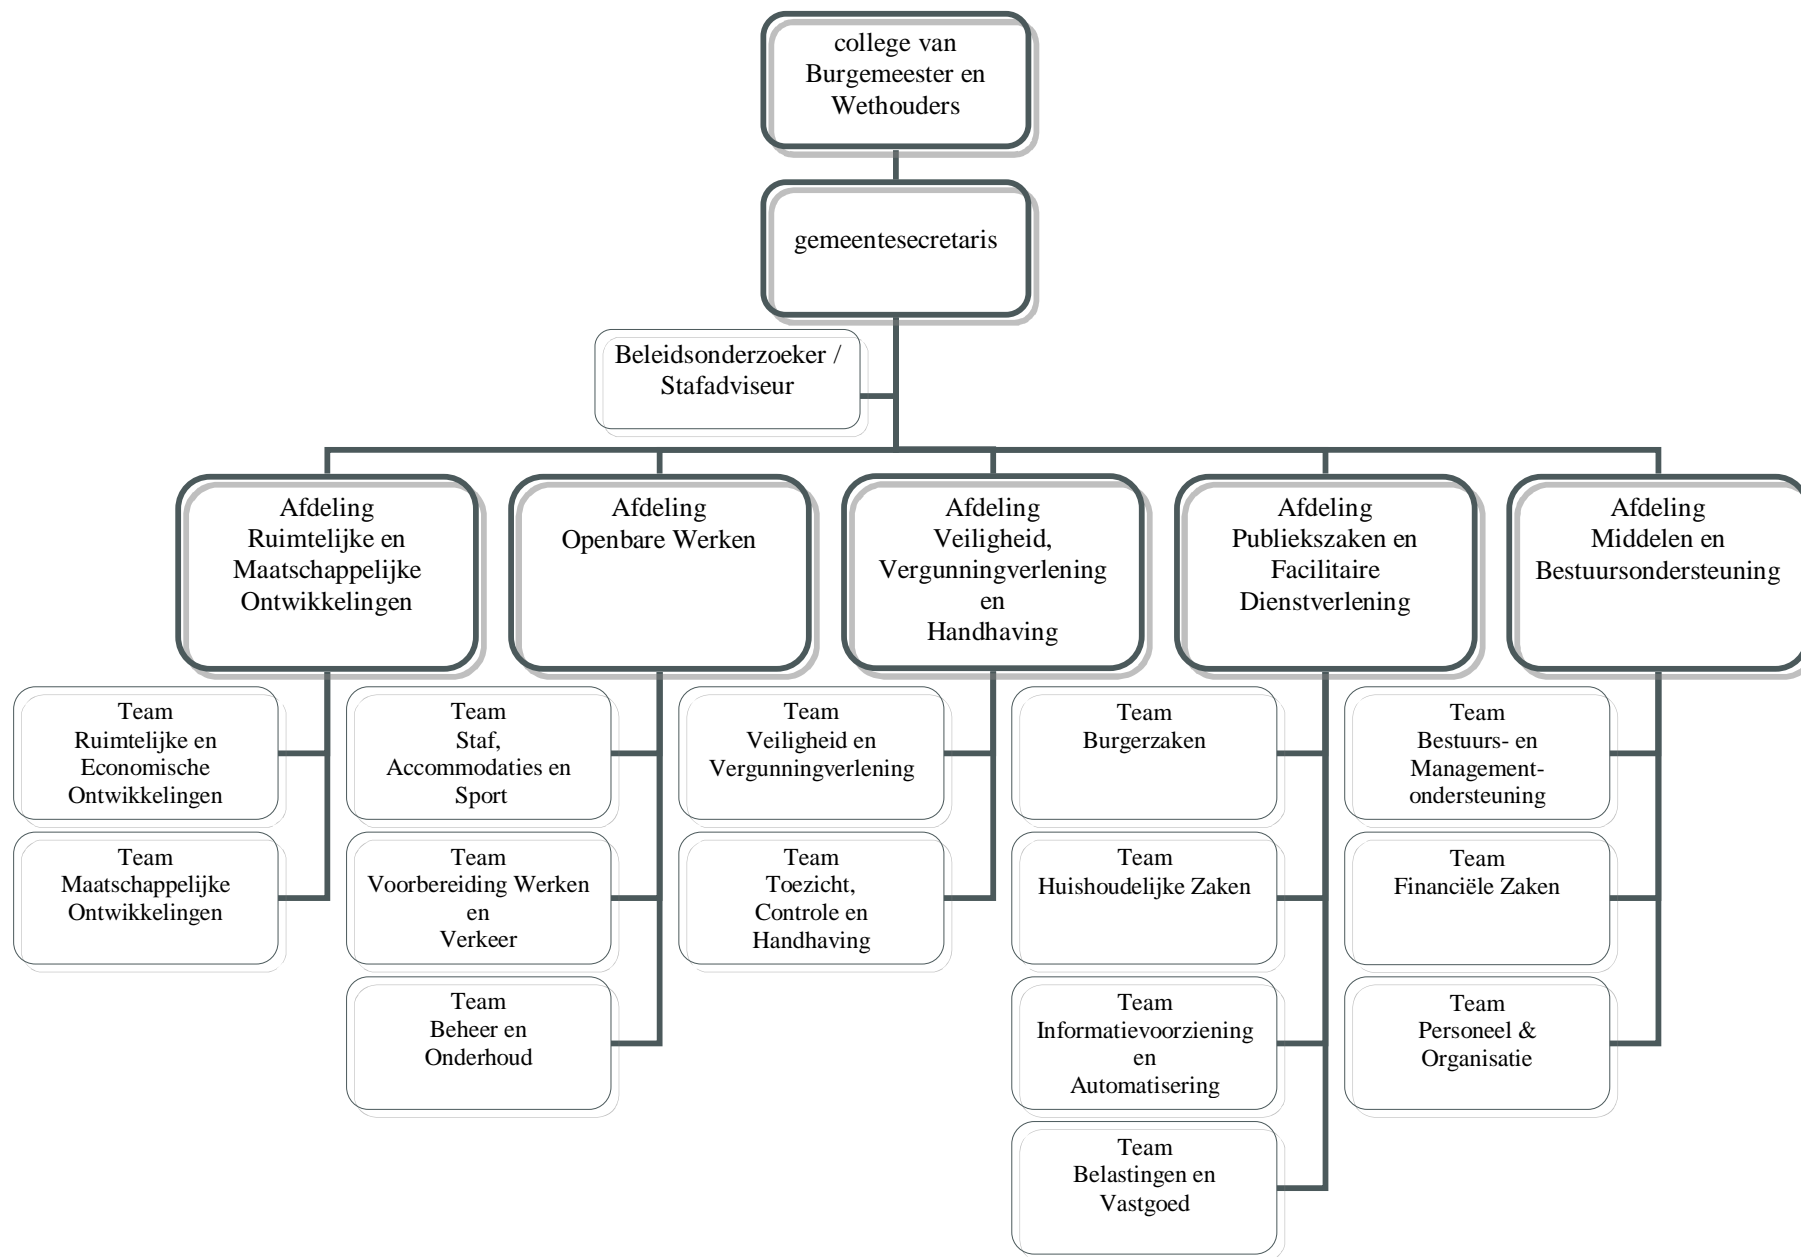 college van
Burgemeester en
Wethouders
gemeentesecretaris
Beleidsonderzoeker /
Stafadviseur
Afdeling
Ruimtelijke en
Maatschappelijke
Ontwikkelingen
Afdeling
Openbare Werken
Afdeling
Veiligheid,
Vergunningverlening
en
Handhaving
Afdeling
Publiekszaken en
Facilitaire
Dienstverlening
Afdeling
Middelen en
Bestuursondersteuning
Team
Ruimtelijke en
Economische
Ontwikkelingen
Team
Maatschappelijke
Ontwikkelingen
Team
Staf,
Accommodaties en
Sport
Team
Voorbereiding Werken
en
Verkeer
Team
Beheer en
Onderhoud
Team
Veiligheid en
Vergunningverlening
Team
Toezicht,
Controle en
Handhaving
Team
Burgerzaken
Team
Huishoudelijke Zaken
Team
Informatievoorziening
en
Automatisering
Team
Belastingen en
Vastgoed
Team
Bestuurs- en
Management-
ondersteuning
Team
Financiële Zaken
Team
Personeel &
Organisatie